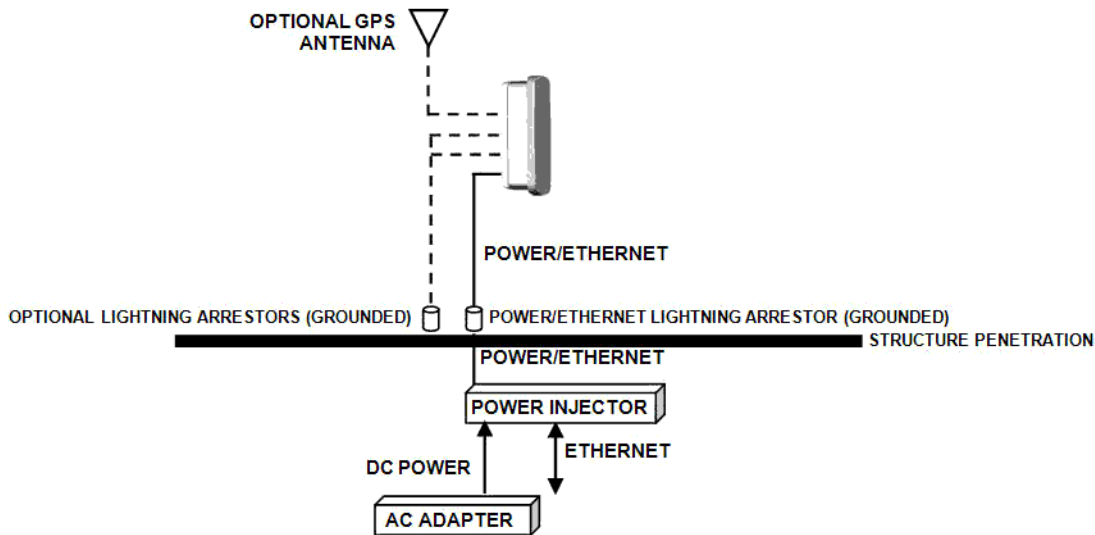 OPTIONAL GPS
ANTENNA
POWER/ETHERNET
OPTIONAL LIGHTNING ARRESTORS (GROUNDED)
POWER/ETHERNET LIGHTNING ARRESTOR (GROUNDED)
STRUCTURE PENETRATION
POWER/ETHERNET
POWER INJECTOR
ETHERNET
DC POWER
AC ADAPTER